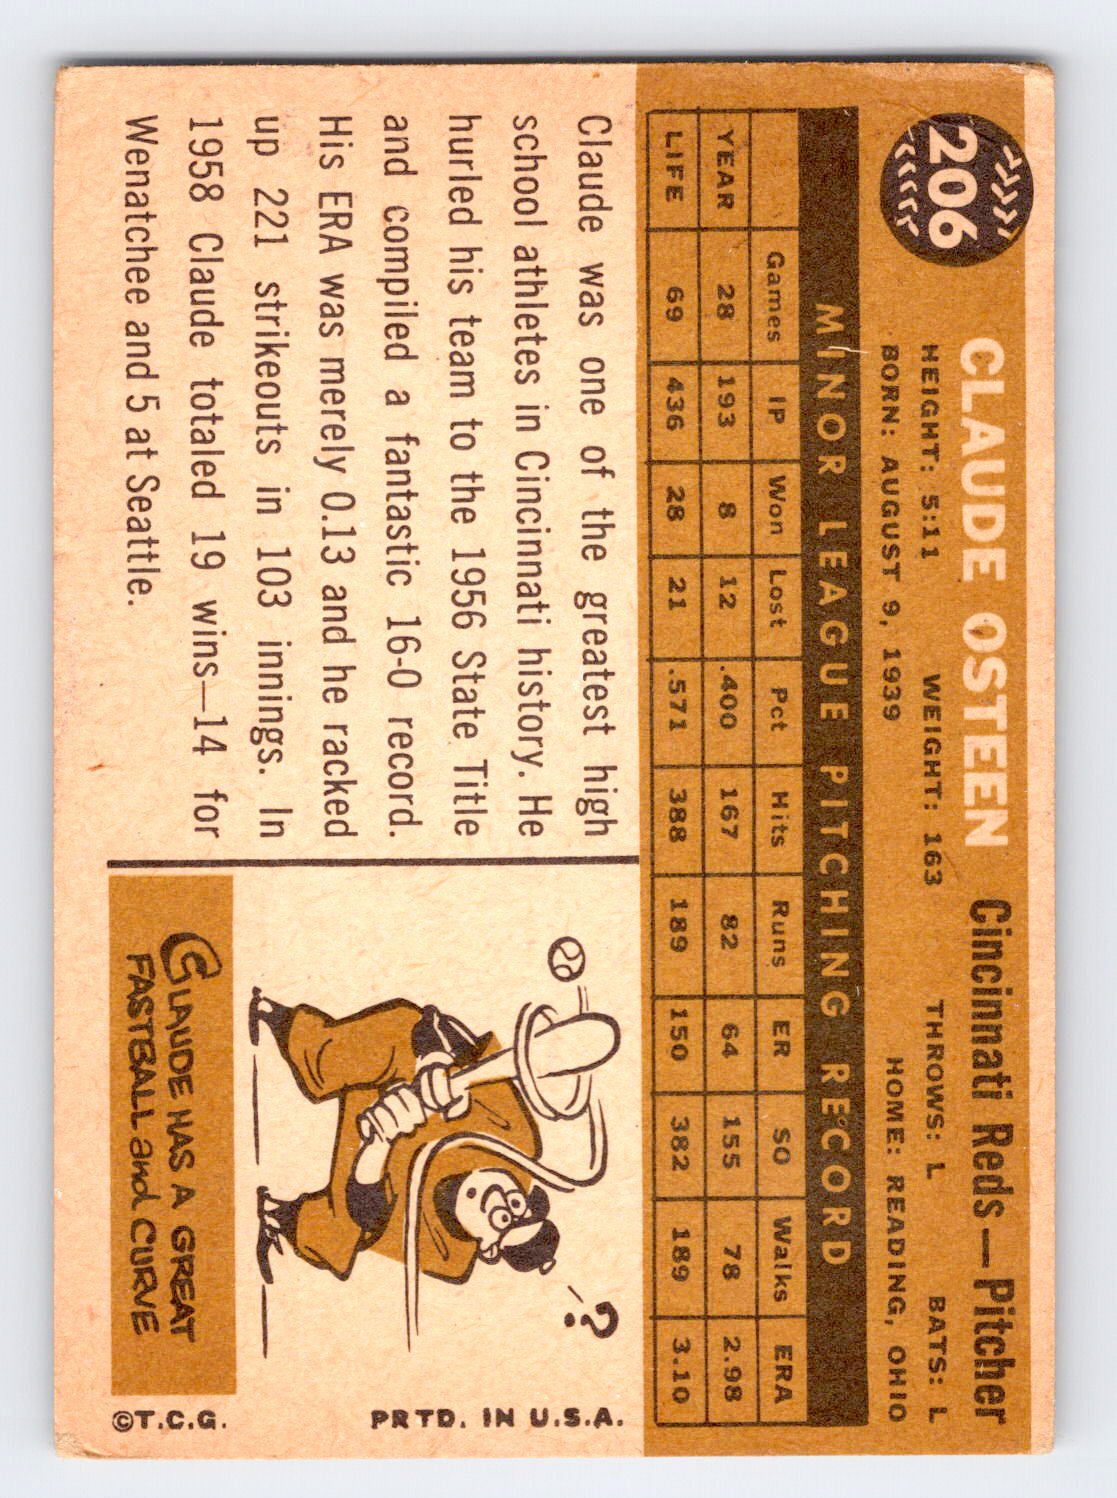 206
CLAUDE OSTEEN Cincinnati Reds—Pitcher
HEIGHT: 5:11 WEIGHT: 163 THROWS: L BATS: L
BORN: AUGUST 9, 1939 HOME: READING, OHIO
MINOR LEAGUE PITCHING RECORD
Games IP Won Lost Pct Hits Runs ER SO Walks ERA
YEAR 28 193 8 12 .400 167 82 64 155 78 2.98
LIFE 69 436 28 21 .571 388 189 150 382 189 3.10
Claude was one of the greatest high
school athletes in Cincinnati history. He
hurled his team to the 1956 State Title
and compiled a fantastic 16-0 record.
His ERA was merely 0.13 and he racked
up 221 strikeouts in 103 innings. In
1958 Claude totaled 19 wins—14 for
Wenatchee and 5 at Seattle.
?
CLAUDE HAS A GREAT
FASTBALL and CURVE
PRTD. IN U.S.A.
©T.C.G.